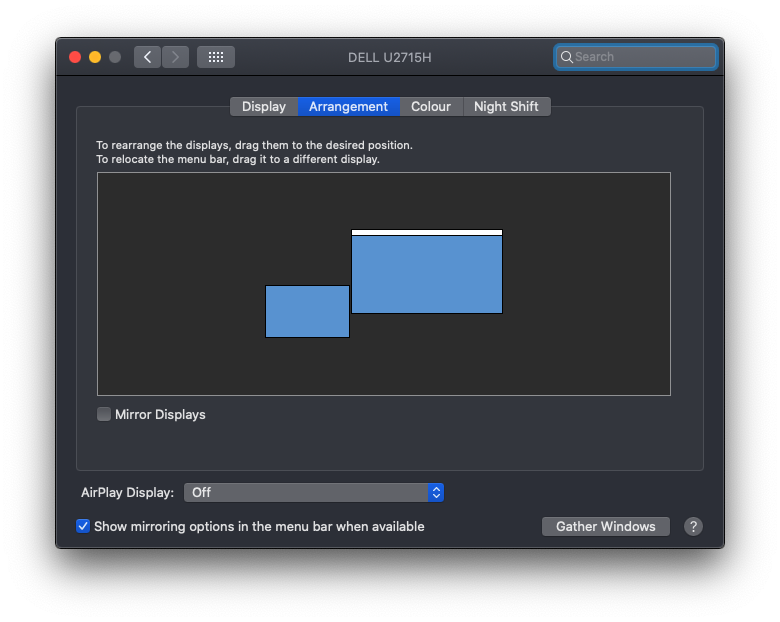 DELL U2715H
Search
Display Arrangement Colour Night Shift
To rearrange the displays, drag them to the desired position.
To relocate the menu bar, drag it to a different display.
Mirror Displays
AirPlay Display: Off
Show mirroring options in the menu bar when available
Gather Windows
?